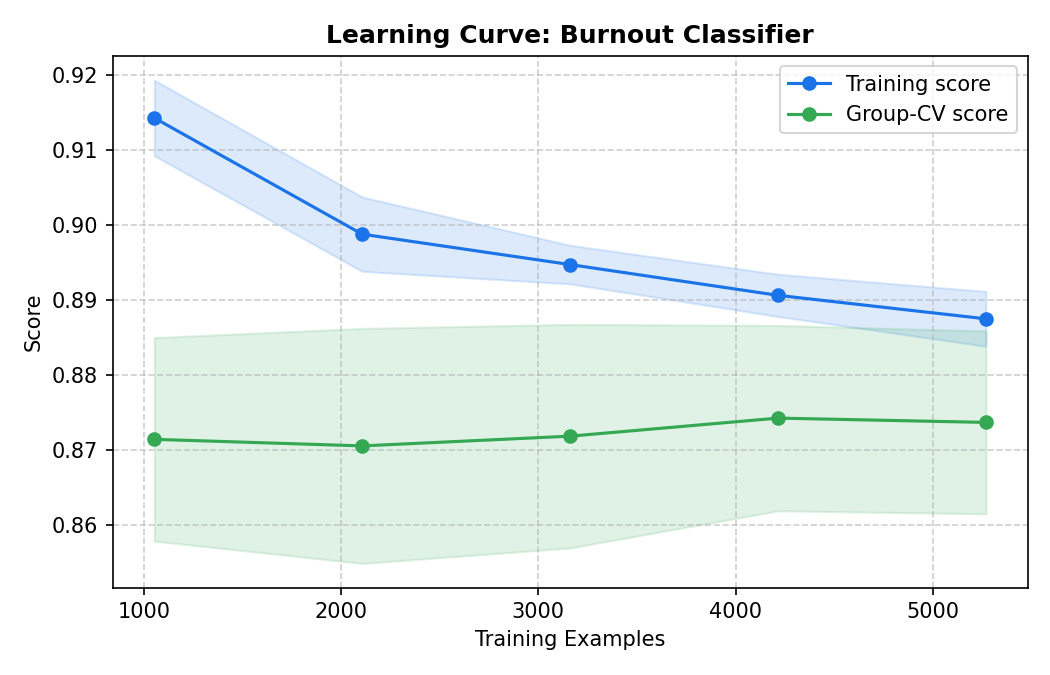 Learning Curve: Burnout Classifier
Training score
Group-CV score
Score
0.92
0.91
0.90
0.89
0.88
0.87
0.86
1000 2000 3000 4000 5000
Training Examples